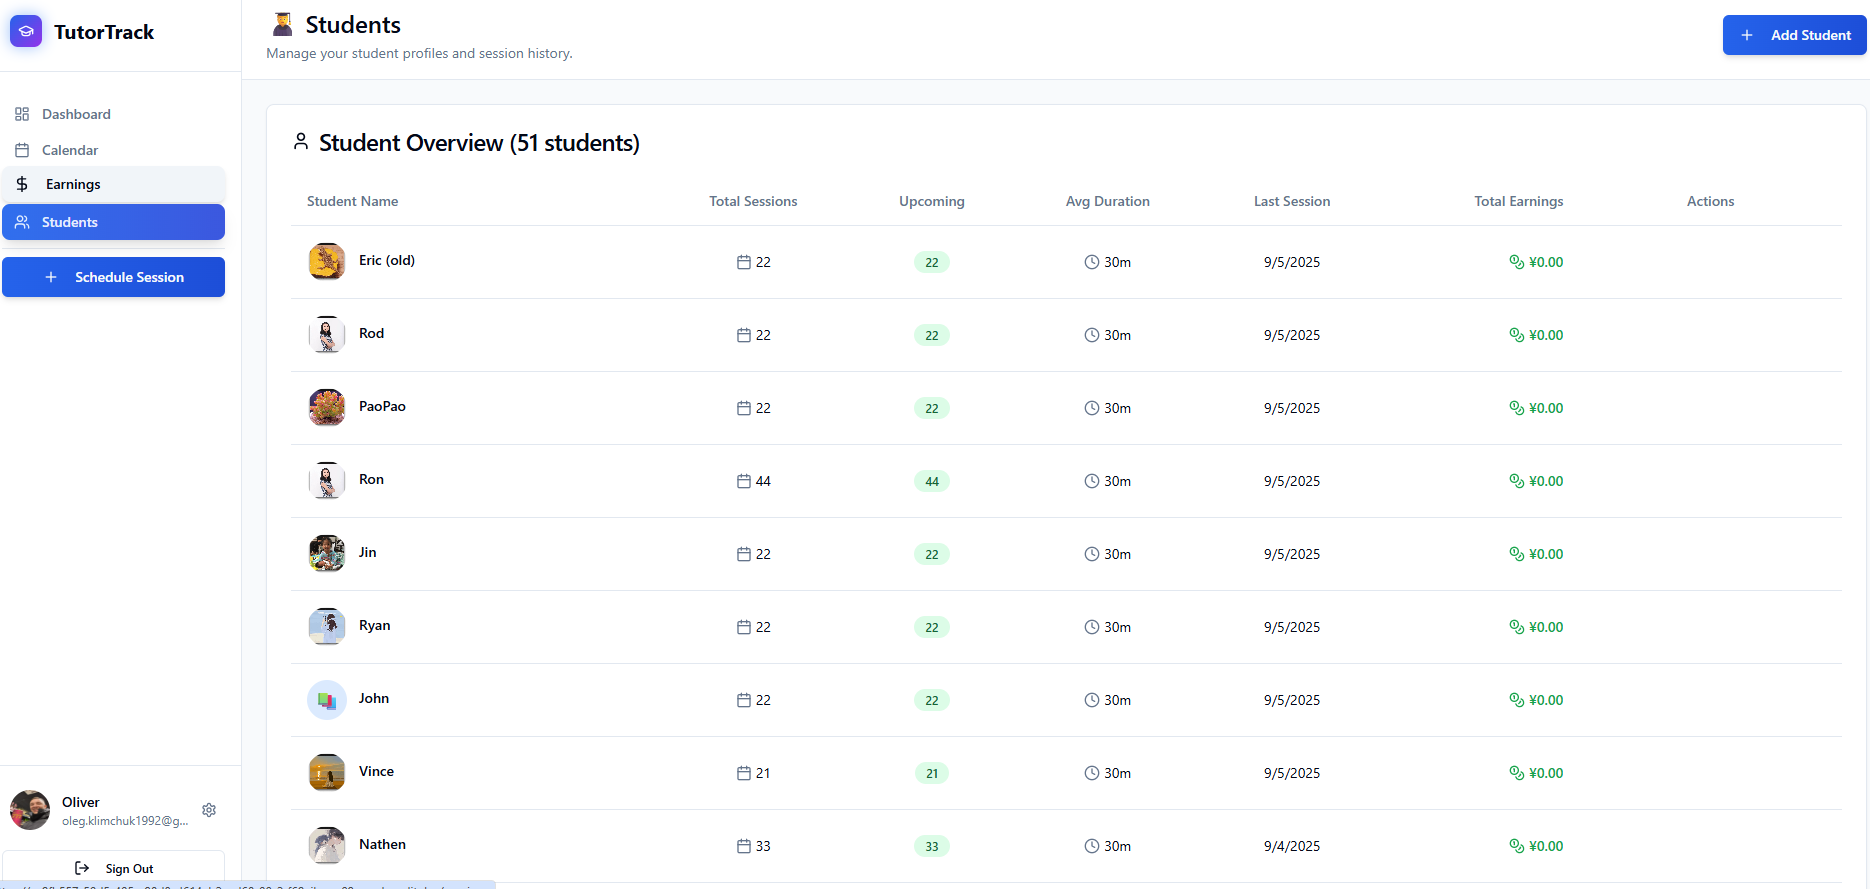 TutorTrack
Dashboard
Calendar
Earnings
Students
Schedule Session
Oliver
oleg.klimchuk1992@g...
Sign Out
Students
Manage your student profiles and session history.
Add Student
Student Overview (51 students)
Student Name Total Sessions Upcoming Avg Duration Last Session Total Earnings Actions
Eric (old) 22 22 30m 9/5/2025 ¥0.00
Rod 22 22 30m 9/5/2025 ¥0.00
PaoPao 22 22 30m 9/5/2025 ¥0.00
Ron 44 44 30m 9/5/2025 ¥0.00
Jin 22 22 30m 9/5/2025 ¥0.00
Ryan 22 22 30m 9/5/2025 ¥0.00
John 22 22 30m 9/5/2025 ¥0.00
Vince 21 21 30m 9/5/2025 ¥0.00
Nathen 33 33 30m 9/4/2025 ¥0.00